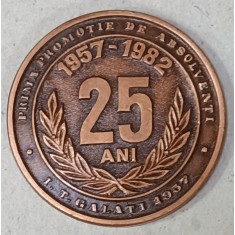 PRIMA PROMOTIE DE ABSOLVENTI
1957-1982
25
ANI
I. T. GALATI 1957